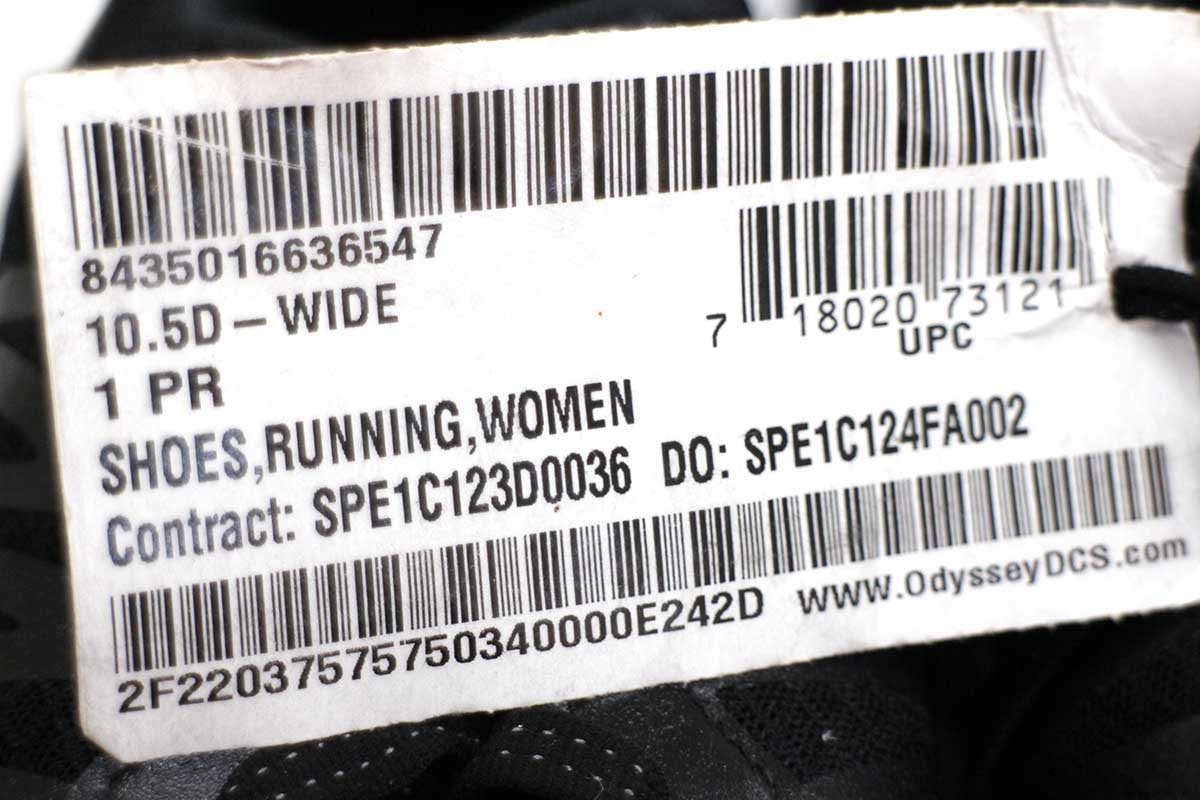 8435016636547
10.5D – WIDE
1 PR
7 18020 73121
UPC
SHOES,RUNNING,WOMEN
Contract: SPE1C123D0036 DO: SPE1C124FA002
2F22037575750340000E242D www.OdysseyDCS.com